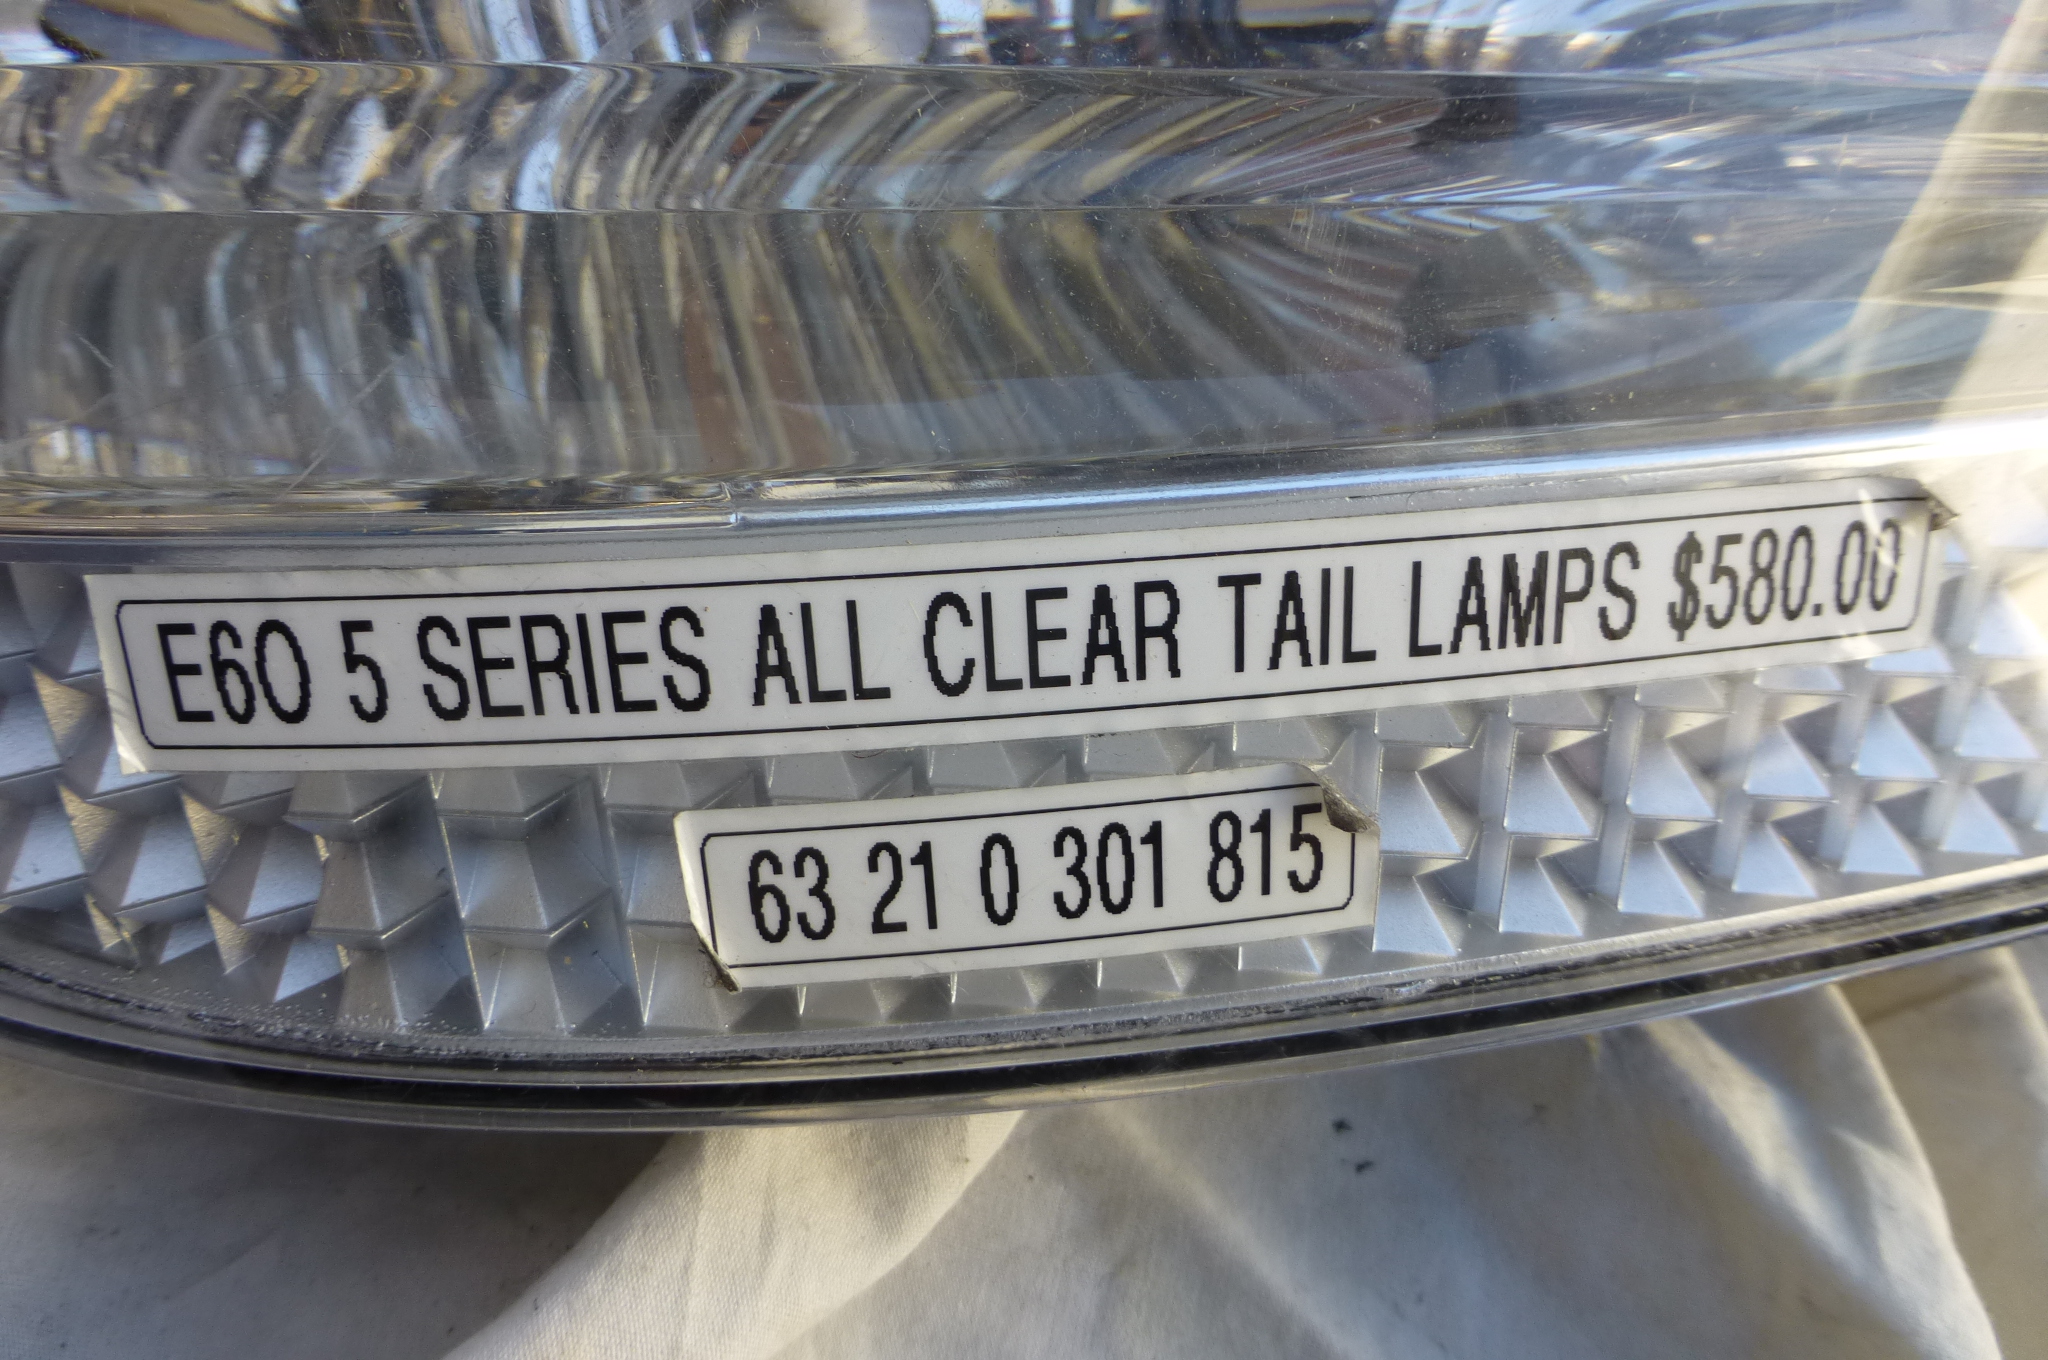 E60 5 SERIES ALL CLEAR TAIL LAMPS $580.00
63 21 0 301 815